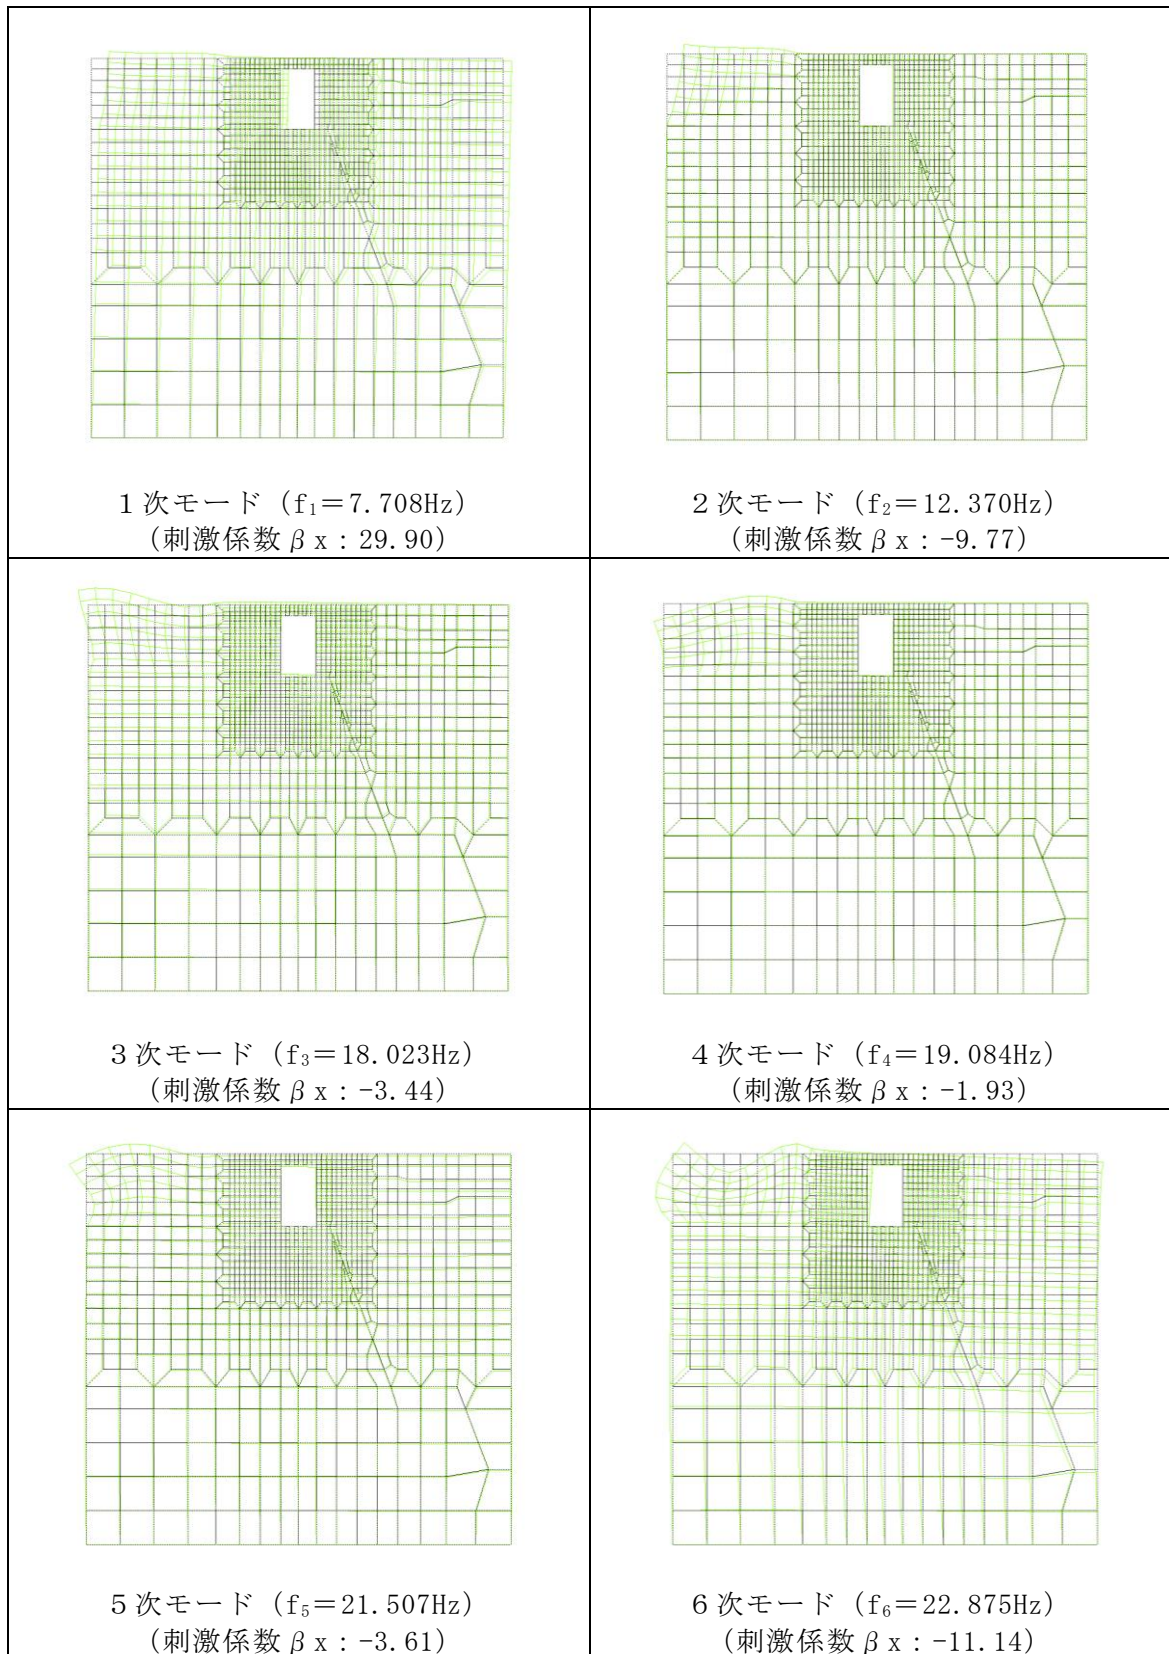 1次モード (f₁=7.708Hz)
(刺激係数βx:29.90)
2次モード (f₂=12.370Hz)
(刺激係数βx:-9.77)
3次モード (f₃=18.023Hz)
(刺激係数βx:-3.44)
4次モード (f₄=19.084Hz)
(刺激係数βx:-1.93)
5次モード (f₅=21.507Hz)
(刺激係数βx:-3.61)
6次モード (f₆=22.875Hz)
(刺激係数βx:-11.14)